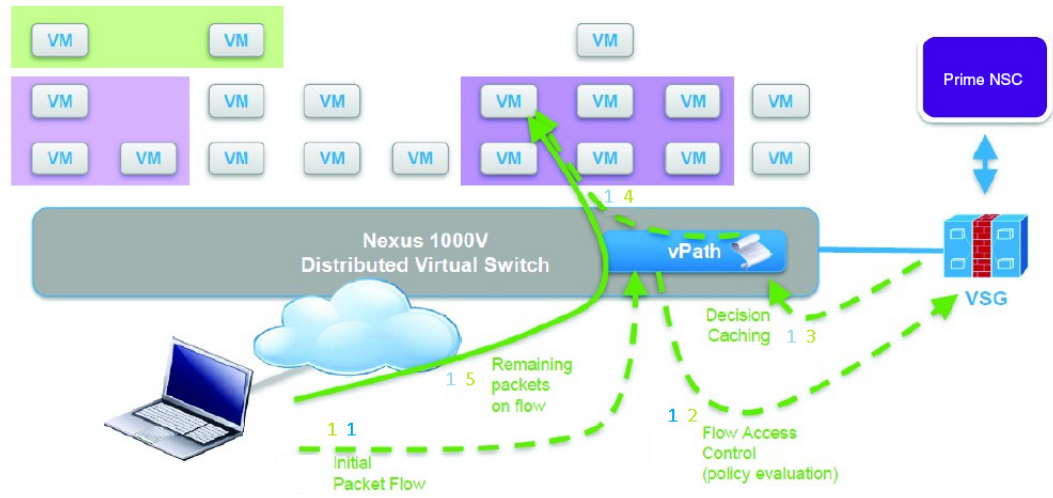 VM VM VM
VM VM VM VM VM VM VM
Prime NSC
VM VM VM VM VM VM VM VM VM
1 4
Nexus 1000V
Distributed Virtual Switch
vPath
VSG
Decision
Caching 1 3
1 5 Remaining
packets
on flow
1 1
Initial
Packet Flow
1 2 Flow Access
Control
(policy evaluation)